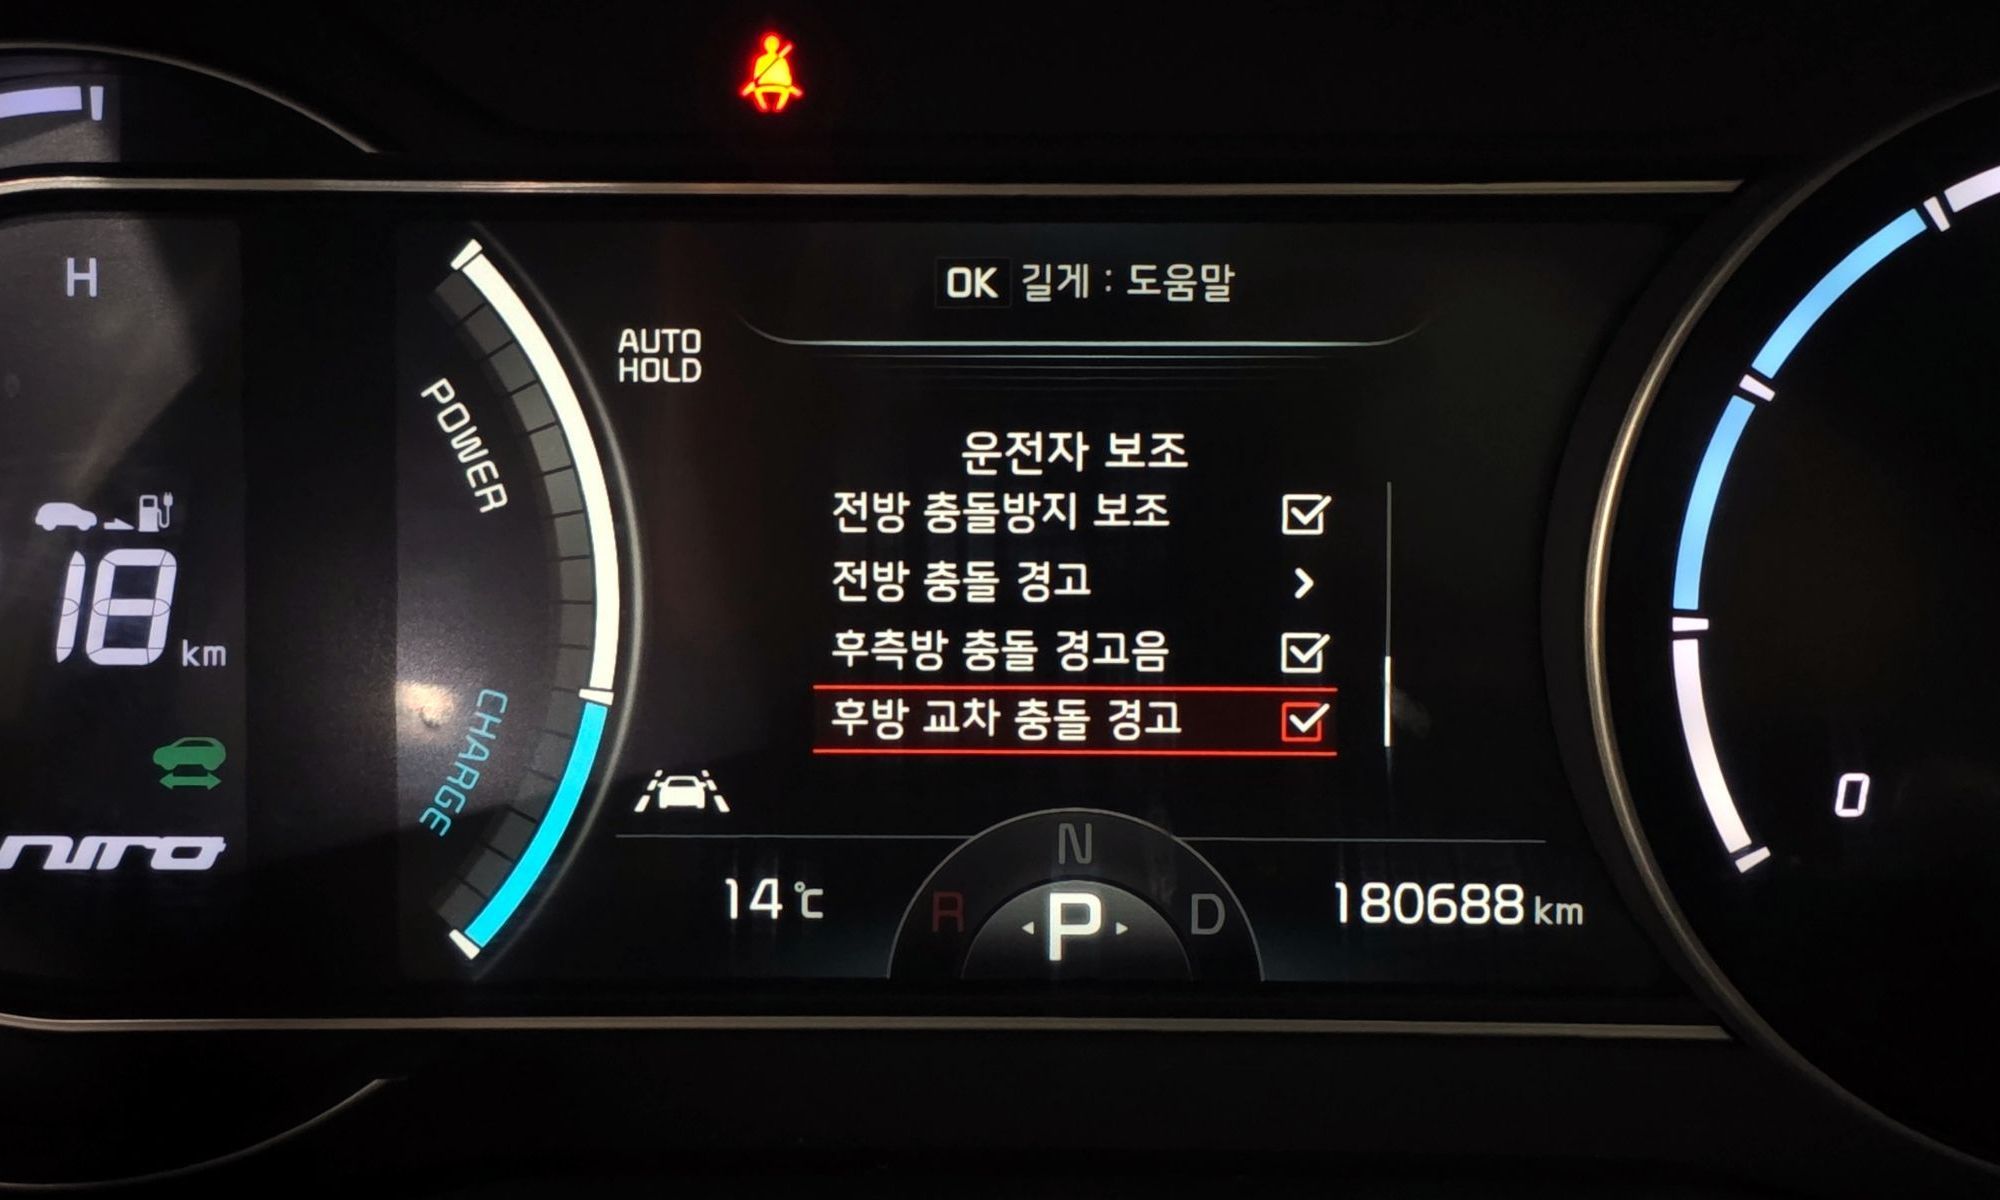 OK 길게 : 도움말
H
AUTO
HOLD
POWER
운전자 보조
전방 충돌방지 보조
전방 충돌 경고
후측방 충돌 경고음
후방 교차 충돌 경고
18 km
CHARGE
0
niro
N
14 ℃
R
P
D
180688 km